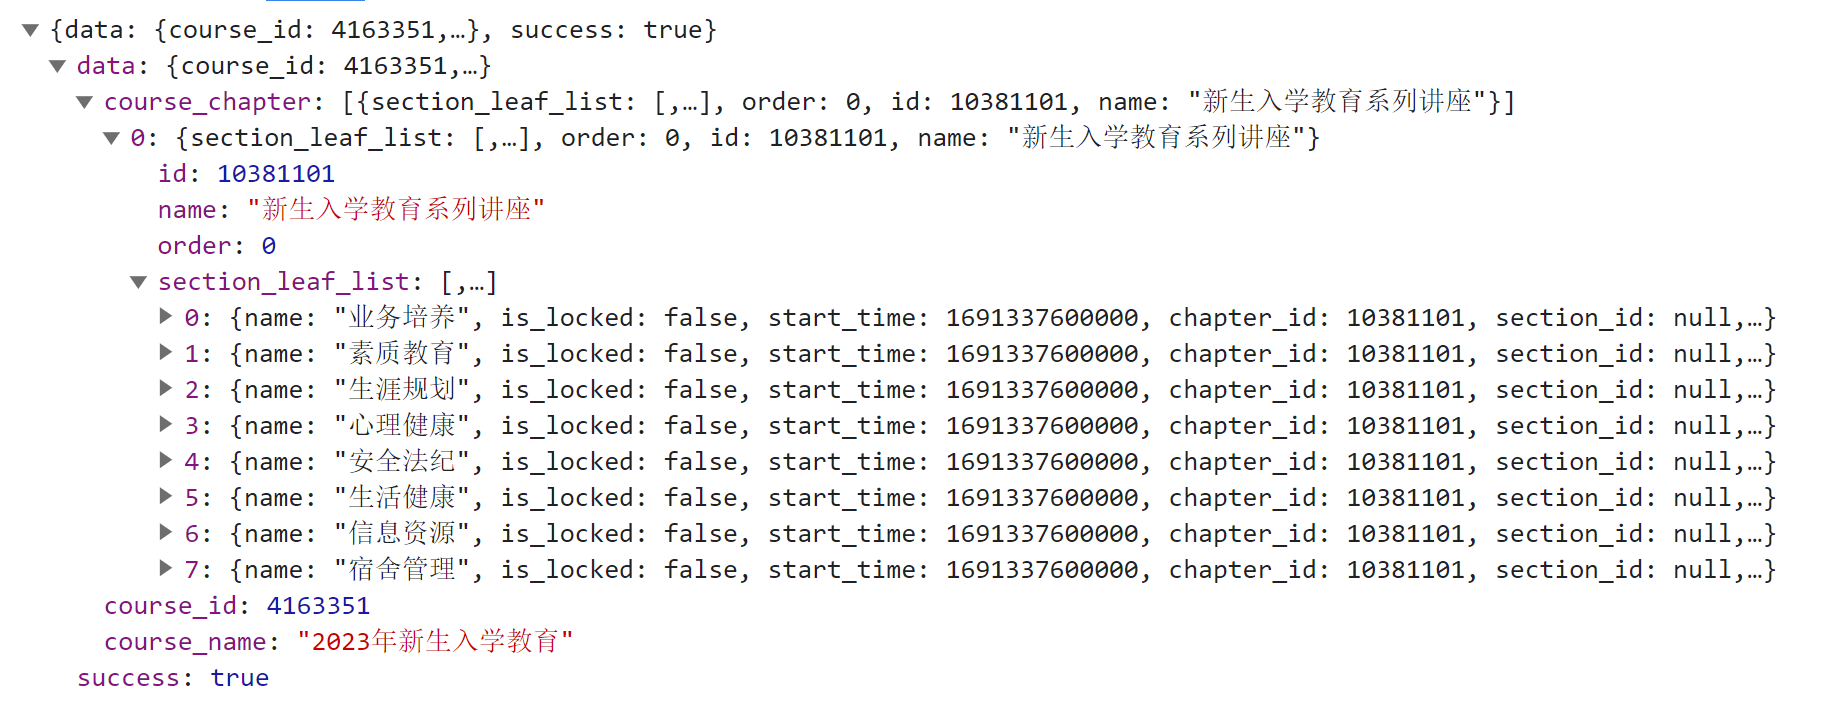 {data: {course_id: 4163351,…}, success: true}
data: {course_id: 4163351,…}
course_chapter: [{section_leaf_list: [,…], order: 0, id: 10381101, name: "新生入学教育系列讲座"}]
0: {section_leaf_list: [,…], order: 0, id: 10381101, name: "新生入学教育系列讲座"}
id: 10381101
name: "新生入学教育系列讲座"
order: 0
section_leaf_list: [,…]
0: {name: "业务培养", is_locked: false, start_time: 1691337600000, chapter_id: 10381101, section_id: null,…}
1: {name: "素质教育", is_locked: false, start_time: 1691337600000, chapter_id: 10381101, section_id: null,…}
2: {name: "生涯规划", is_locked: false, start_time: 1691337600000, chapter_id: 10381101, section_id: null,…}
3: {name: "心理健康", is_locked: false, start_time: 1691337600000, chapter_id: 10381101, section_id: null,…}
4: {name: "安全法纪", is_locked: false, start_time: 1691337600000, chapter_id: 10381101, section_id: null,…}
5: {name: "生活健康", is_locked: false, start_time: 1691337600000, chapter_id: 10381101, section_id: null,…}
6: {name: "信息资源", is_locked: false, start_time: 1691337600000, chapter_id: 10381101, section_id: null,…}
7: {name: "宿舍管理", is_locked: false, start_time: 1691337600000, chapter_id: 10381101, section_id: null,…}
course_id: 4163351
course_name: "2023年新生入学教育"
success: true